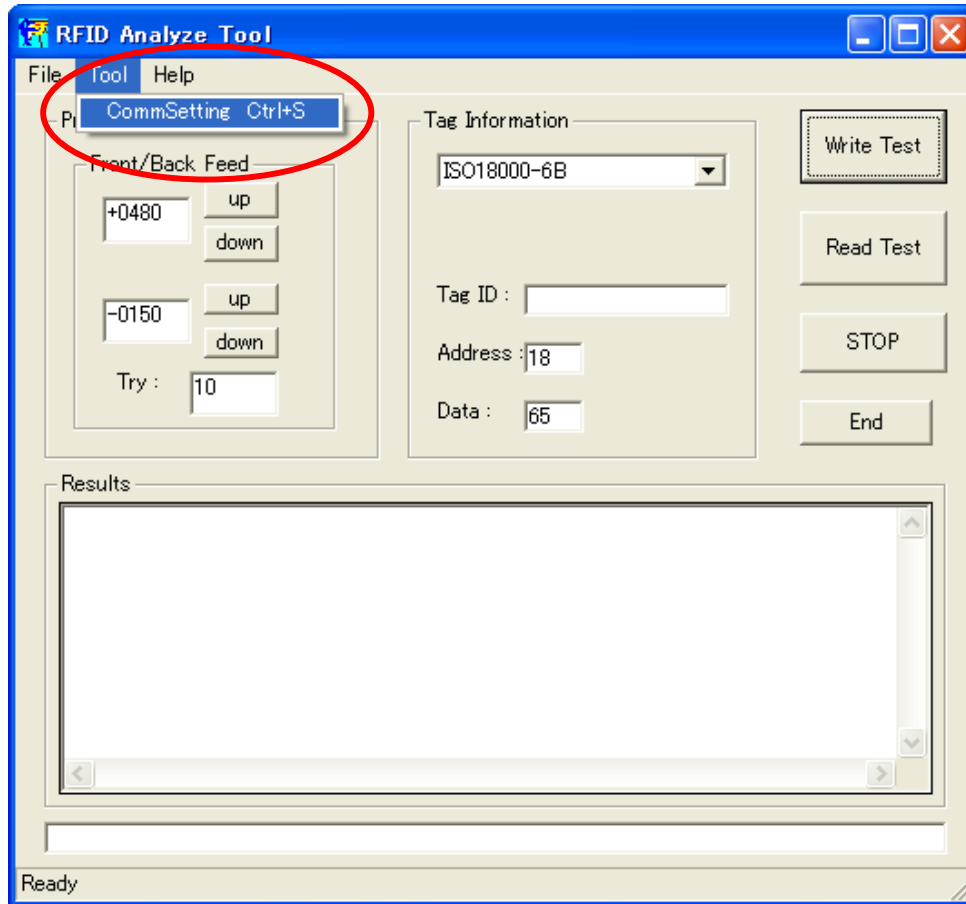 RFID Analyze Tool
File Tool Help
CommSetting Ctrl+S
Front/Back Feed
+0480
up
down
-0150
up
down
Try : 10
Tag Information
ISO18000-6B
Tag ID :
Address : 18
Data : 65
Write Test
Read Test
STOP
End
Results
Ready